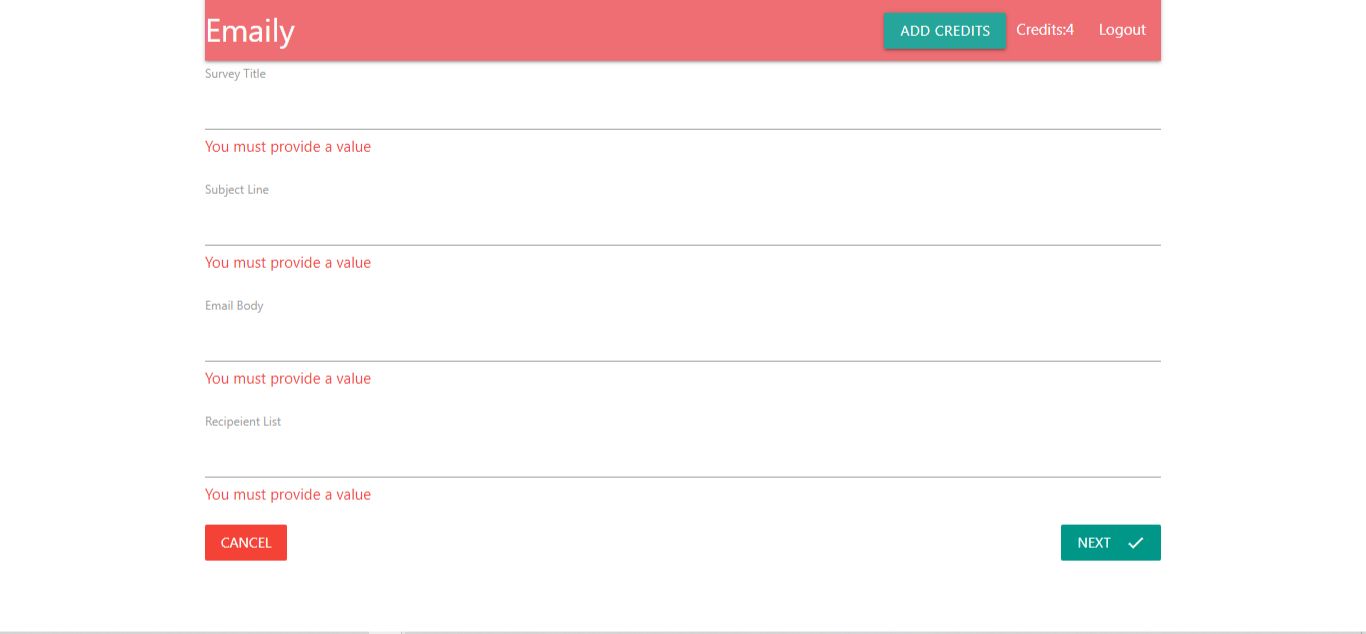 Emaily
ADD CREDITS
Credits:4
Logout
Survey Title
You must provide a value
Subject Line
You must provide a value
Email Body
You must provide a value
Recipeient List
You must provide a value
CANCEL
NEXT